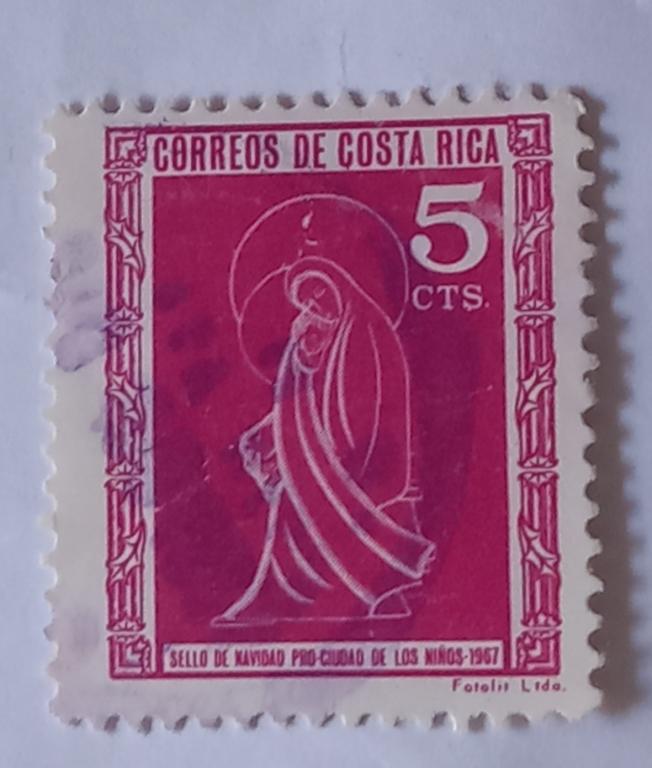 CORREOS DE COSTA RICA
5
CTS.
SELLO DE NAVIDAD PRO-CIUDAD DE LOS NIÑOS-1967
Fotolit Ltda.